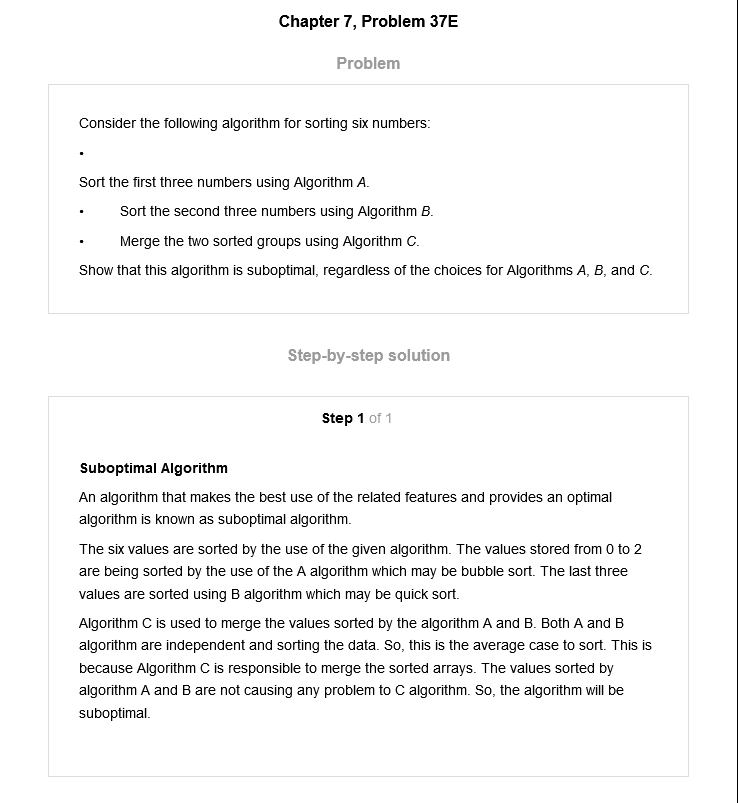 Chapter 7, Problem 37E
Problem
Consider the following algorithm for sorting six numbers:
•
Sort the first three numbers using Algorithm A.
• Sort the second three numbers using Algorithm B.
• Merge the two sorted groups using Algorithm C.
Show that this algorithm is suboptimal, regardless of the choices for Algorithms A, B, and C.
Step-by-step solution
Step 1 of 1
Suboptimal Algorithm
An algorithm that makes the best use of the related features and provides an optimal
algorithm is known as suboptimal algorithm.
The six values are sorted by the use of the given algorithm. The values stored from 0 to 2
are being sorted by the use of the A algorithm which may be bubble sort. The last three
values are sorted using B algorithm which may be quick sort.
Algorithm C is used to merge the values sorted by the algorithm A and B. Both A and B
algorithm are independent and sorting the data. So, this is the average case to sort. This is
because Algorithm C is responsible to merge the sorted arrays. The values sorted by
algorithm A and B are not causing any problem to C algorithm. So, the algorithm will be
suboptimal.